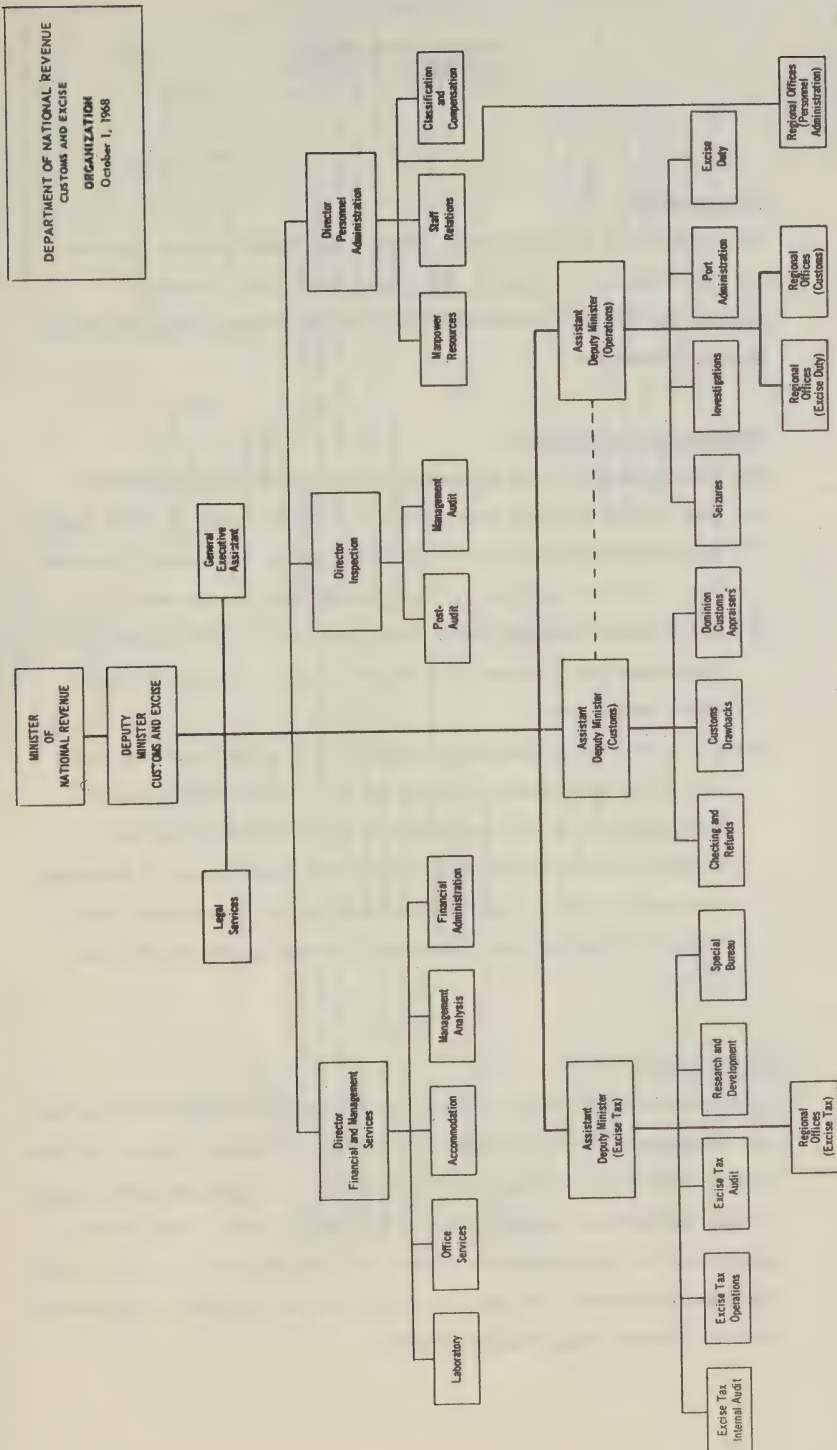 DEPARTMENT OF NATIONAL REVENUE
CUSTOMS AND EXCISE
ORGANIZATION
October 1, 1968
MINISTER
OF
NATIONAL REVENUE
DEPUTY
MINISTER
CUSTOMS AND EXCISE
Legal
Services
General
Executive
Assistant
Director
Financial and Management
Services
Laboratory
Office
Services
Accommodation
Management
Analysis
Financial
Administration
Director
Inspection
Post-
Audit
Management
Audit
Director
Personnel
Administration
Manpower
Resources
Staff
Relations
Classification
and
Compensation
Assistant
Deputy Minister
(Excise Tax)
Excise Tax
Internal Audit
Excise Tax
Operations
Excise Tax
Audit
Research and
Development
Special
Bureau
Regional
Offices
(Excise Tax)
Assistant
Deputy Minister
(Customs)
Checking and
Refunds
Customs
Drawbacks
Dominion
Customs
Appraisers
Assistant
Deputy Minister
(Operations)
Seizures
Investigations
Port
Administration
Excise
Duty
Regional
Offices
(Excise Duty)
Regional
Offices
(Customs)
Regional Offices
(Personnel
Administration)